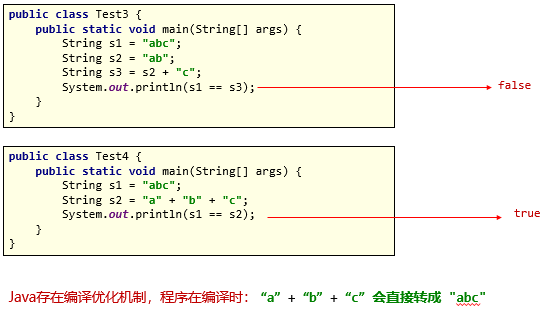 public class Test3 {
    public static void main(String[] args) {
        String s1 = "abc";
        String s2 = "ab";
        String s3 = s2 + "c";
        System.out.println(s1 == s3);
false
    }
}
public class Test4 {
    public static void main(String[] args) {
        String s1 = "abc";
        String s2 = "a" + "b" + "c";
        System.out.println(s1 == s2);
true
    }
}
Java存在编译优化机制，程序在编译时：“a” + “b” + “c” 会直接转成 "abc"